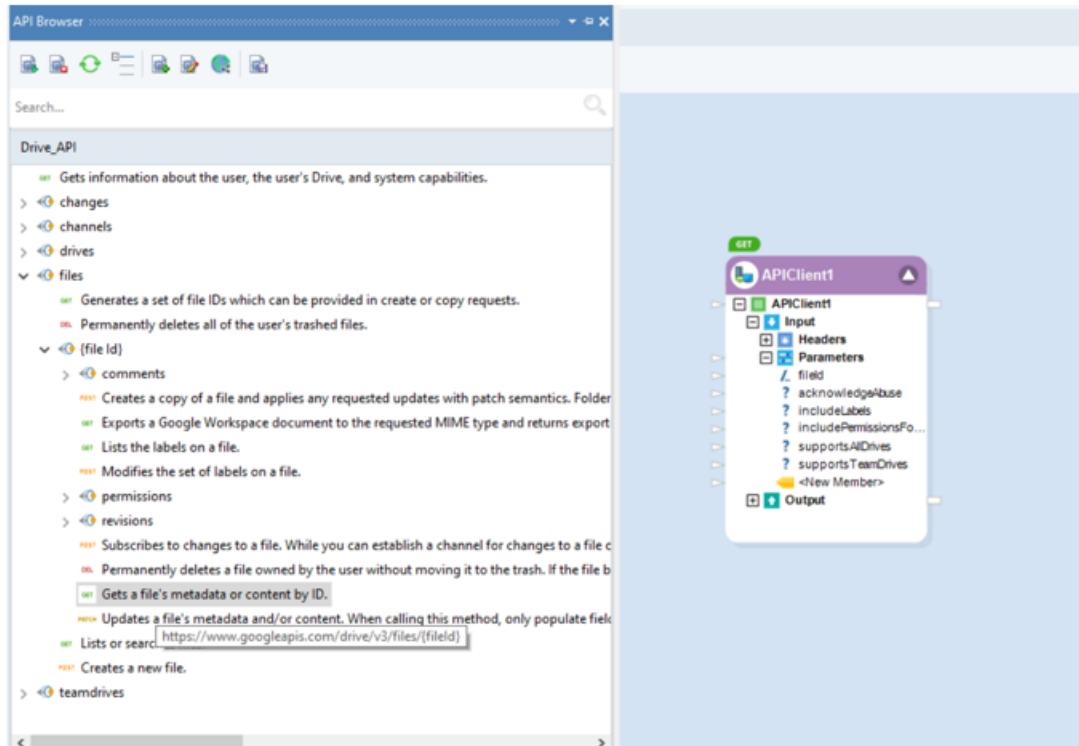 API Browser
Search...
Drive_API
GET Gets information about the user, the user's Drive, and system capabilities.
changes
channels
drives
files
GET Generates a set of file IDs which can be provided in create or copy requests.
DEL Permanently deletes all of the user's trashed files.
{file Id}
comments
POST Creates a copy of a file and applies any requested updates with patch semantics. Folder
GET Exports a Google Workspace document to the requested MIME type and returns export
GET Lists the labels on a file.
POST Modifies the set of labels on a file.
permissions
revisions
POST Subscribes to changes to a file. While you can establish a channel for changes to a file c
DEL Permanently deletes a file owned by the user without moving it to the trash. If the file b
GET Gets a file's metadata or content by ID.
PATCH Updates a file's metadata and/or content. When calling this method, only populate field
https://www.googleapis.com/drive/v3/files/{fileId}
GET Lists or searc
POST Creates a new file.
teamdrives
GET
APIClient1
APIClient1
Input
Headers
Parameters
fileId
acknowledgeAbuse
includeLabels
includePermissionsFo...
supportsAllDrives
supportsTeamDrives
<New Member>
Output